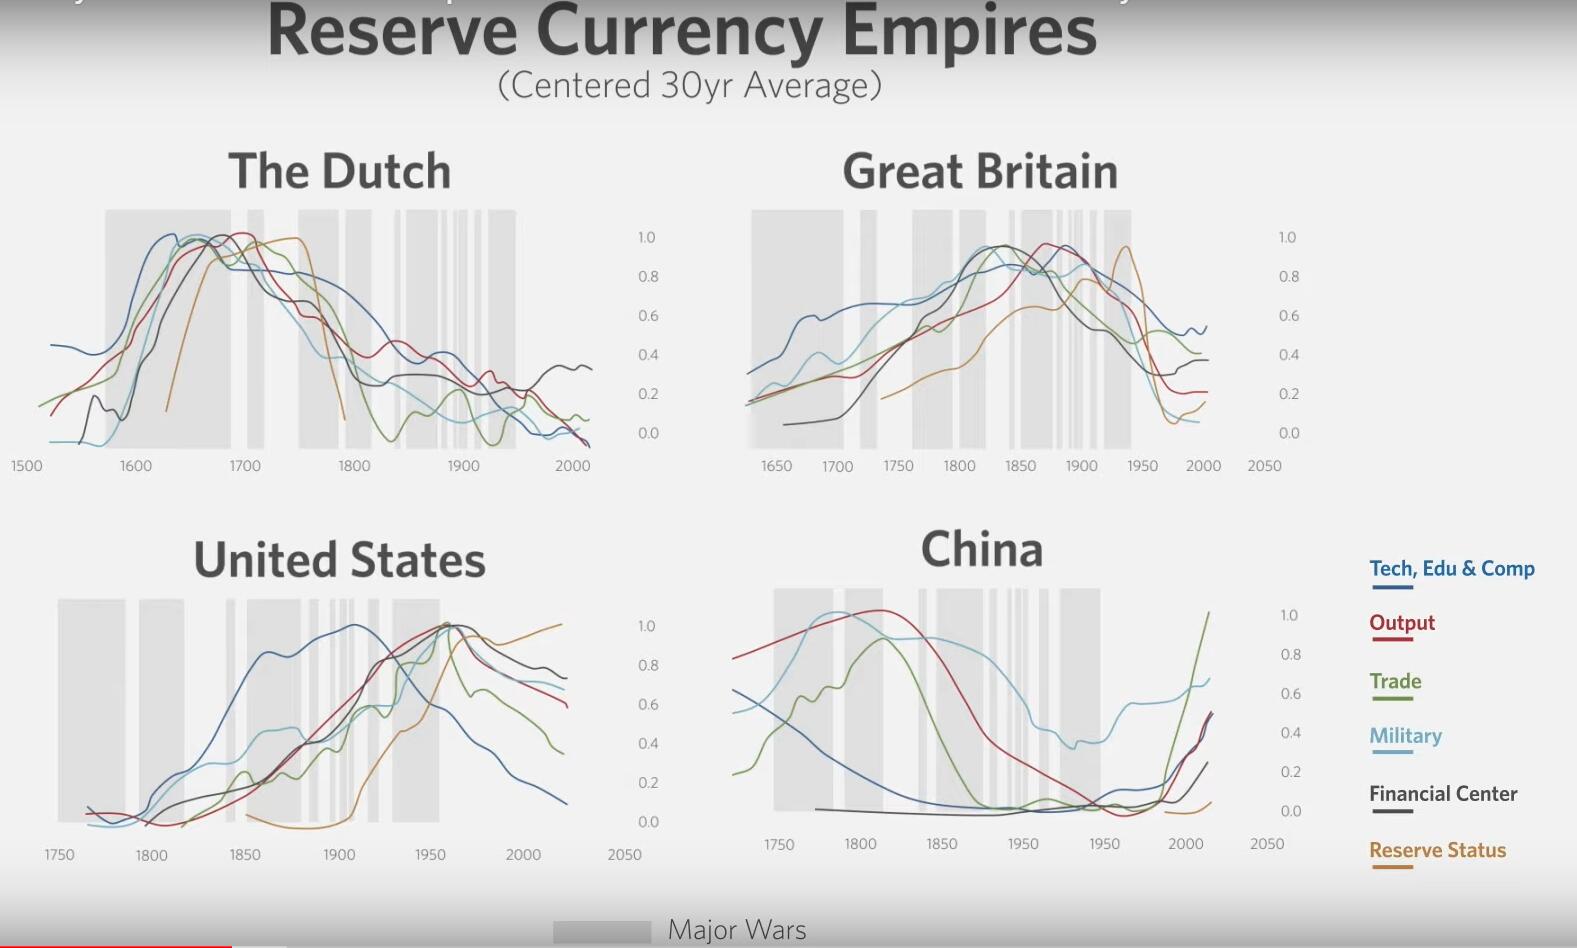 Reserve Currency Empires
(Centered 30yr Average)
The Dutch
1.0
0.8
0.6
0.4
0.2
0.0
1500 1600 1700 1800 1900 2000
Great Britain
1.0
0.8
0.6
0.4
0.2
0.0
1650 1700 1750 1800 1850 1900 1950 2000 2050
United States
1.0
0.8
0.6
0.4
0.2
0.0
1750 1800 1850 1900 1950 2000 2050
China
1.0
0.8
0.6
0.4
0.2
0.0
1750 1800 1850 1950 1950 2000 2050
Tech, Edu & Comp
Output
Trade
Military
Financial Center
Reserve Status
Major Wars